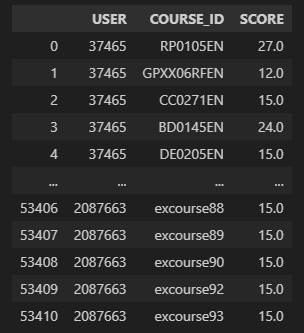 USER COURSE_ID SCORE
0 37465 RP0105EN 27.0
1 37465 GPXX06RFEN 12.0
2 37465 CC0271EN 15.0
3 37465 BD0145EN 24.0
4 37465 DE0205EN 15.0
... ... ... ...
53406 2087663 excourse88 15.0
53407 2087663 excourse89 15.0
53408 2087663 excourse90 15.0
53409 2087663 excourse92 15.0
53410 2087663 excourse93 15.0